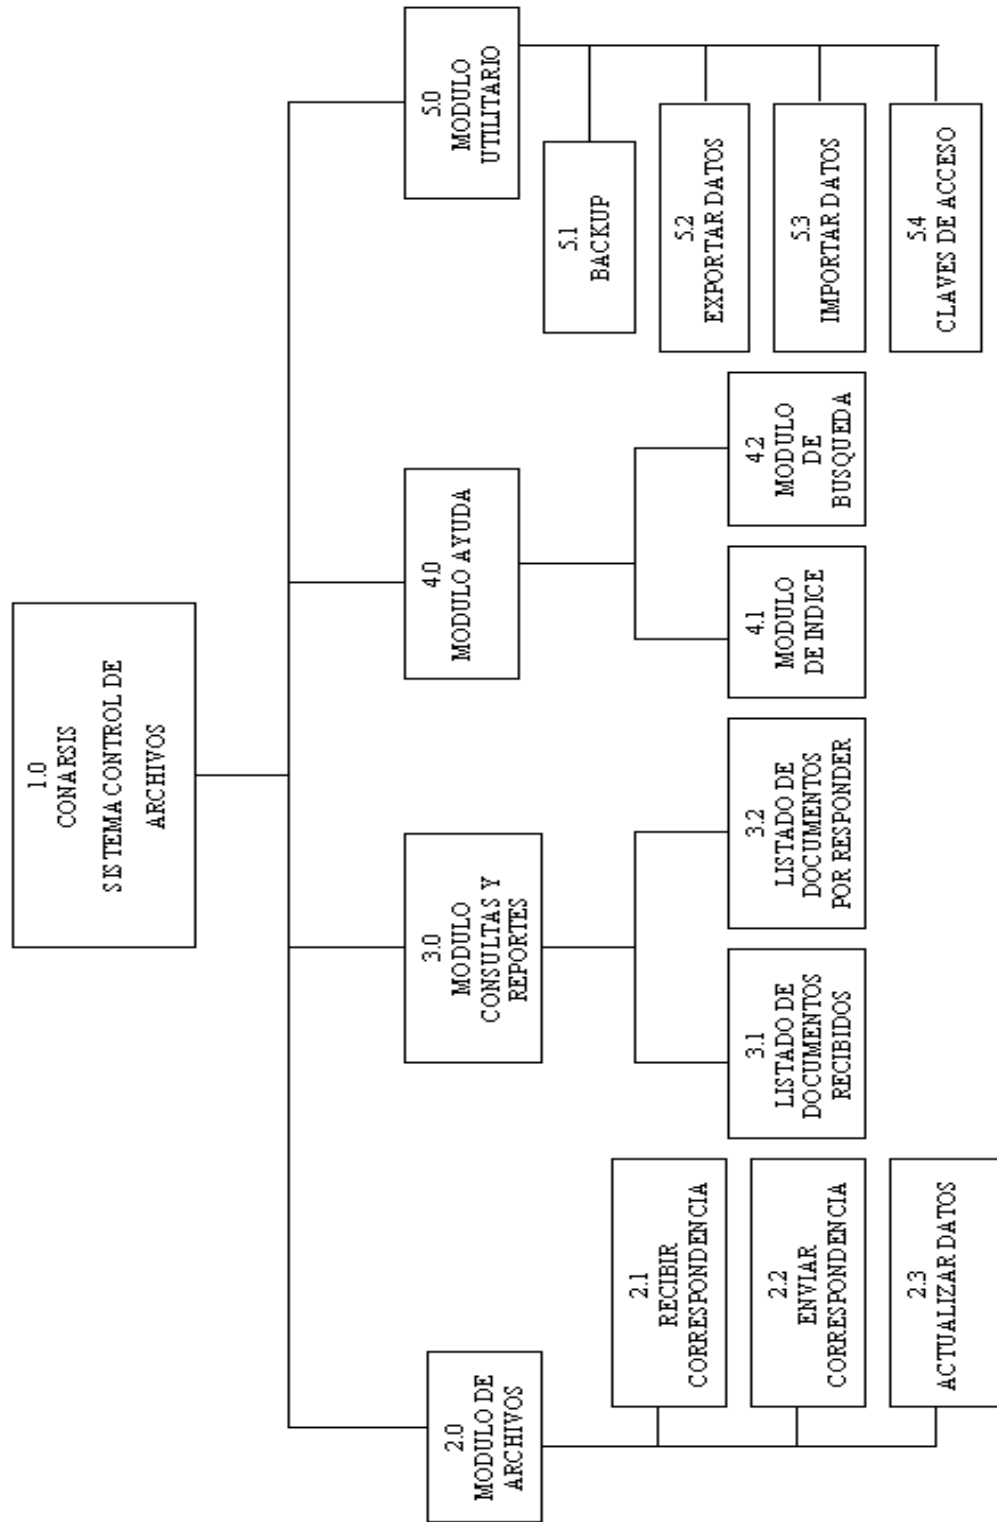 1.0
CONARSIS
SISTEMA CONTROL DE
ARCHIVOS
2.0
MODULO DE
ARCHIVOS
2.1
RECIBIR
CORRESPONDENCIA
2.2
ENVIAR
CORRESPONDENCIA
2.3
ACTUALIZAR DATOS
3.0
MODULO
CONSULTAS Y
REPORTES
3.1
LISTADO DE
DOCUMENTOS
RECIBIDOS
3.2
LISTADO DE
DOCUMENTOS
POR RESPONDER
4.0
MODULO AYUDA
4.1
MODULO
DE INDICE
4.2
MODULO
DE
BUSQUEDA
5.0
MODULO
UTILITARIO
5.1
BACKUP
5.2
EXPORTAR DATOS
5.3
IMPORTAR DATOS
5.4
CLAVES DE ACCESO